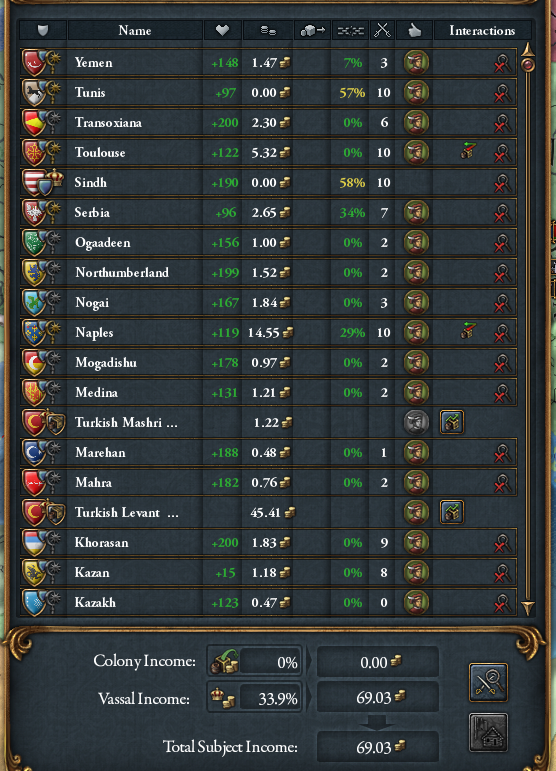 Name Interactions
Yemen +148 1.47 7% 3
Tunis +97 0.00 57% 10
Transoxiana +200 2.30 0% 6
Toulouse +122 5.32 0% 10
Sindh +190 0.00 58% 10
Serbia +96 2.65 34% 7
Ogaadeen +156 1.00 0% 2
Northumberland +199 1.52 0% 2
Nogai +167 1.84 0% 3
Naples +119 14.55 29% 10
Mogadishu +178 0.97 0% 2
Medina +131 1.21 0% 2
Turkish Mashri ... 1.22
Marehan +188 0.48 0% 1
Mahra +182 0.76 0% 2
Turkish Levant ... 45.41
Khorasan +200 1.83 0% 9
Kazan +15 1.18 0% 8
Kazakh +123 0.47 0% 0
Colony Income: 0% 0.00
Vassal Income: 33.9% 69.03
Total Subject Income: 69.03